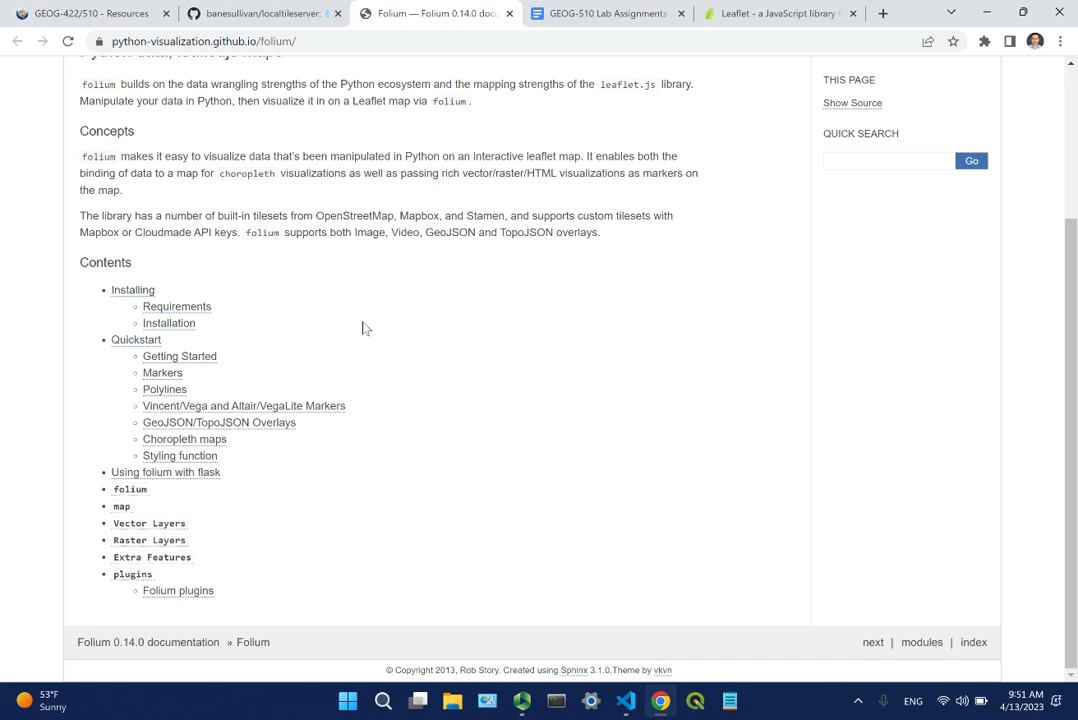 GEOG-422/510 - Resources
banesullivan/localtileserver:
Folium — Folium 0.14.0 docu
GEOG-510 Lab Assignments
Leaflet - a JavaScript library
python-visualization.github.io/folium/
folium builds on the data wrangling strengths of the Python ecosystem and the mapping strengths of the leaflet.js library.
Manipulate your data in Python, then visualize it in on a Leaflet map via folium.
Concepts
folium makes it easy to visualize data that's been manipulated in Python on an interactive leaflet map. It enables both the
binding of data to a map for choropleth visualizations as well as passing rich vector/raster/HTML visualizations as markers on
the map.
The library has a number of built-in tilesets from OpenStreetMap, Mapbox, and Stamen, and supports custom tilesets with
Mapbox or Cloudmade API keys. folium supports both Image, Video, GeoJSON and TopoJSON overlays.
Contents
• Installing
◦ Requirements
◦ Installation
• Quickstart
◦ Getting Started
◦ Markers
◦ Polylines
◦ Vincent/Vega and Altair/VegaLite Markers
◦ GeoJSON/TopoJSON Overlays
◦ Choropleth maps
◦ Styling function
• Using folium with flask
• folium
• map
• Vector Layers
• Raster Layers
• Extra Features
• plugins
◦ Folium plugins
THIS PAGE
Show Source
QUICK SEARCH
Go
Folium 0.14.0 documentation » Folium
next | modules | index
© Copyright 2013, Rob Story. Created using Sphinx 3.1.0.Theme by vkvn
53°F
Sunny
ENG
9:51 AM
4/13/2023